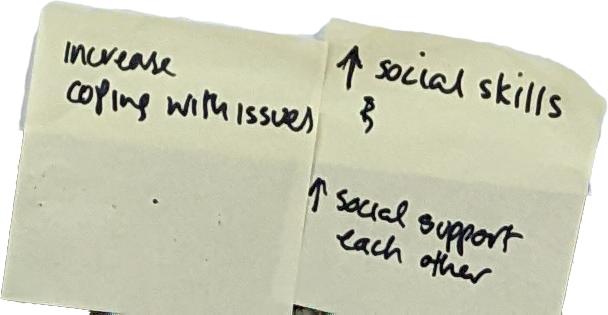 increase
coping with issues
↑ social skills
&
↑ social support
each other